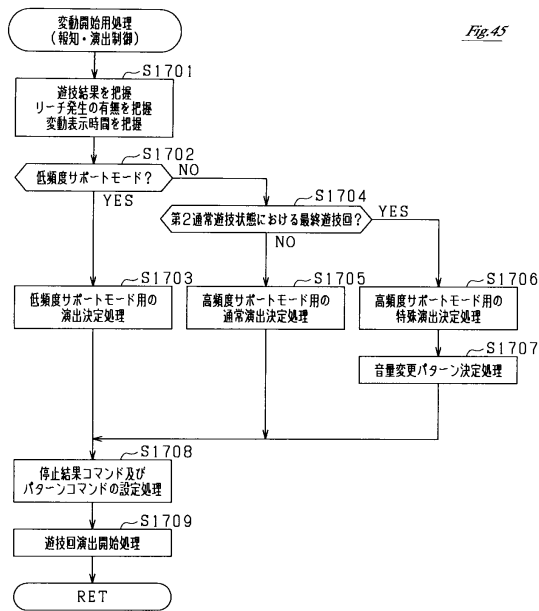 変動開始用処理
(報知・演出制御)
Fig.45
S1701
遊技結果を把握
リーチ発生の有無を把握
変動表示時間を把握
S1702
低頻度サポートモード?
NO
YES
S1704
第2通常遊技状態における最終遊技回?
YES
NO
S1703
低頻度サポートモード用の
演出決定処理
S1705
高頻度サポートモード用の
通常演出決定処理
S1706
高頻度サポートモード用の
特殊演出決定処理
S1707
音量変更パターン決定処理
S1708
停止結果コマンド及び
パターンコマンドの設定処理
S1709
遊技回演出開始処理
RET